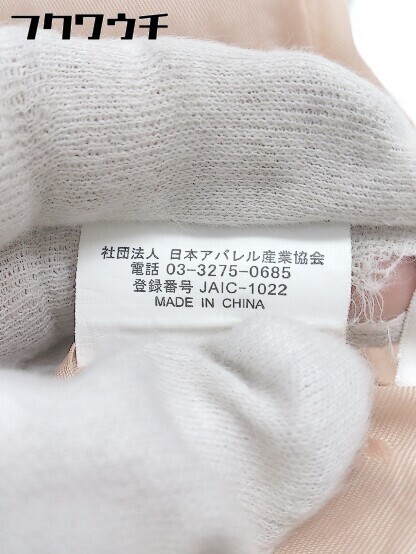 フクワウチ
社団法人 日本アパレル産業協会
電話 03-3275-0685
登録番号 JAIC-1022
MADE IN CHINA